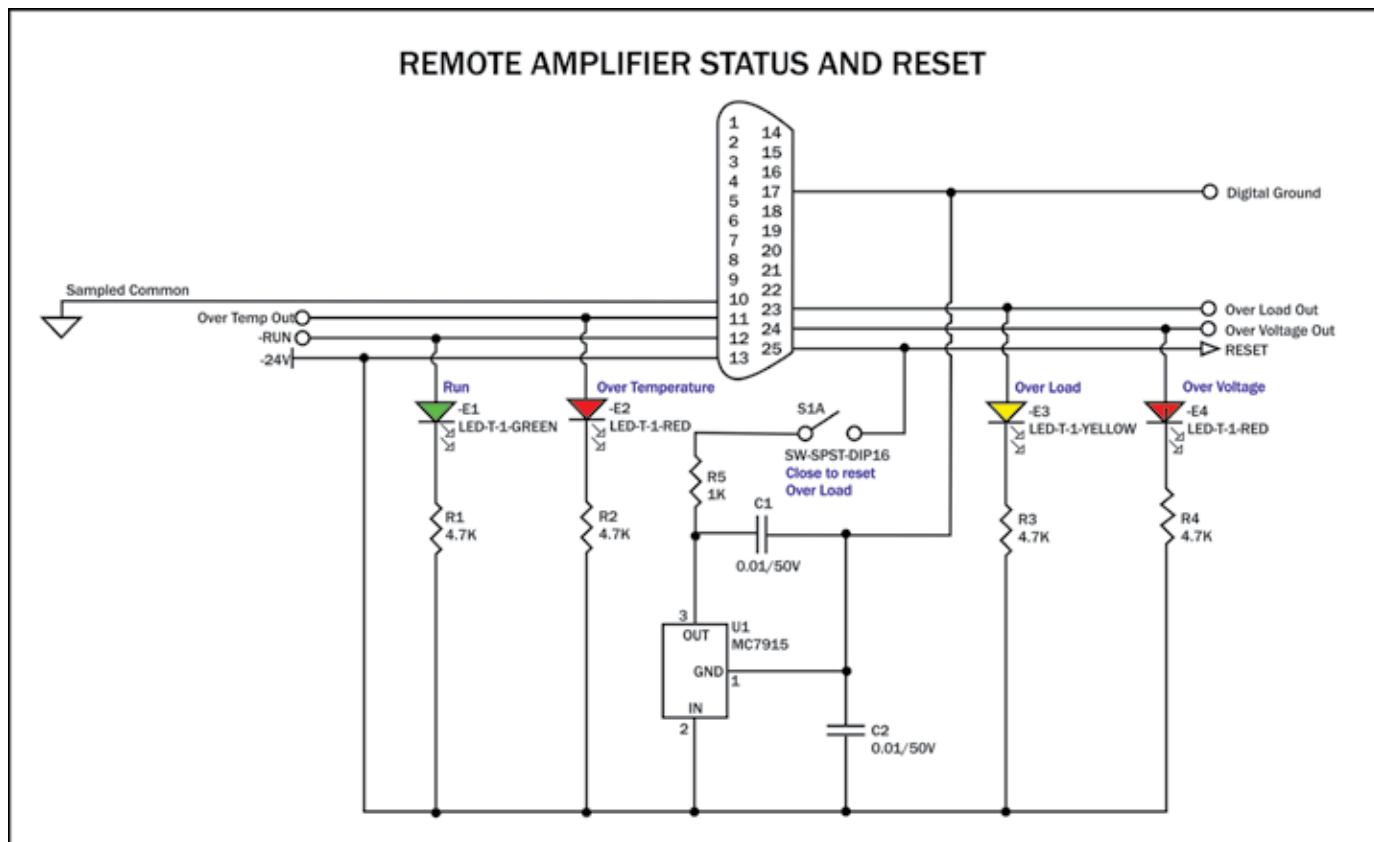 REMOTE AMPLIFIER STATUS AND RESET
1
2
3
4
5
6
7
8
9
10
11
12
13
14
15
16
17
18
19
20
21
22
23
24
25
Digital Ground
Sampled Common
Over Temp Out
-RUN
-24V
Over Load Out
Over Voltage Out
RESET
Run
-E1
LED-T-1-GREEN
Over Temperature
-E2
LED-T-1-RED
S1A
SW-SPST-DIP16
Close to reset
Over Load
Over Load
-E3
LED-T-1-YELLOW
Over Voltage
-E4
LED-T-1-RED
R5
1K
C1
0.01/50V
R1
4.7K
R2
4.7K
R3
4.7K
R4
4.7K
3
OUT
U1
MC7915
GND
1
IN
2
C2
0.01/50V